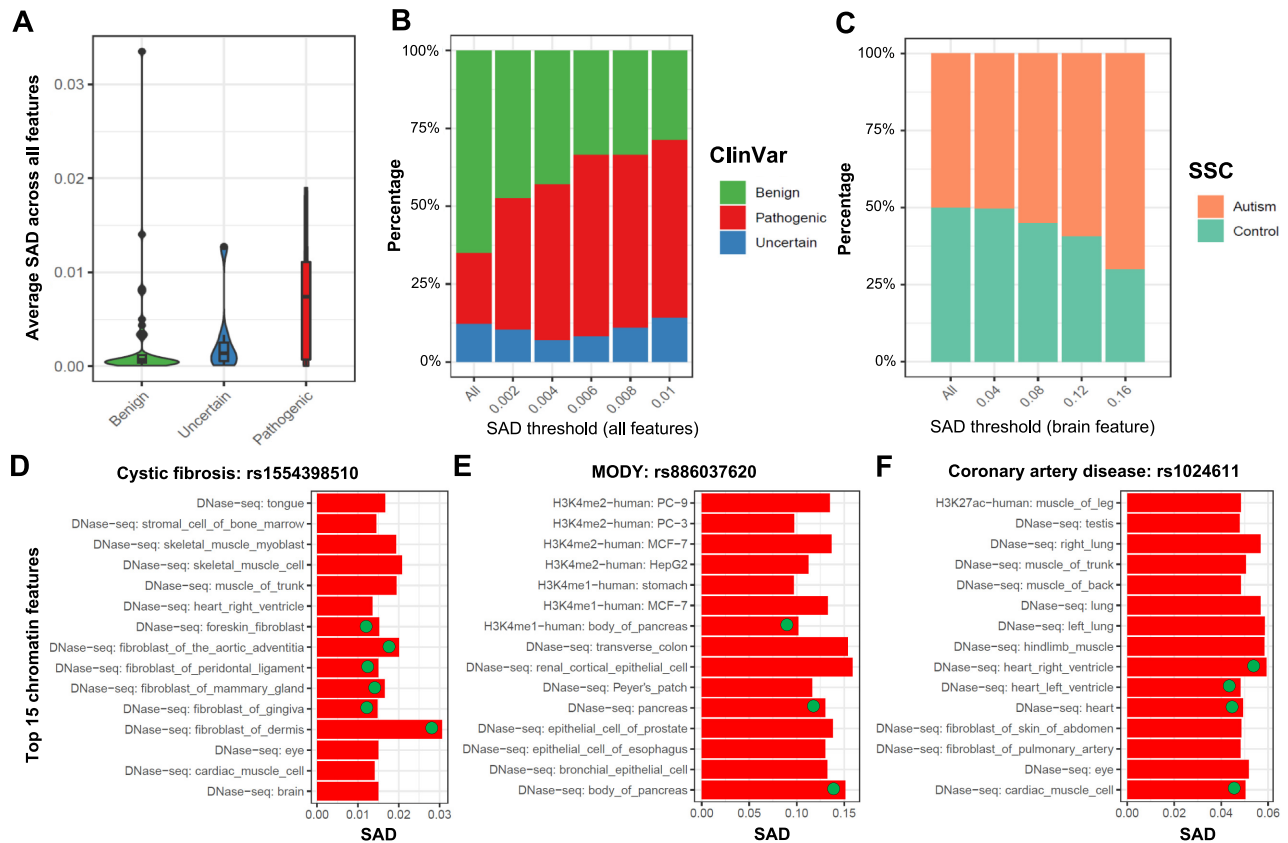 A
Average SAD across all features
0.03
0.02
0.01
0.00
Benign
Uncertain
Pathogenic
B
Percentage
100%
75%
50%
25%
0%
All
0.002
0.004
0.006
0.008
0.01
SAD threshold (all features)
ClinVar
Benign
Pathogenic
Uncertain
C
Percentage
100%
75%
50%
25%
0%
All
0.04
0.08
0.12
0.16
SAD threshold (brain feature)
SSC
Autism
Control
Top 15 chromatin features
D
Cystic fibrosis: rs1554398510
DNase-seq: tongue
DNase-seq: stromal_cell_of_bone_marrow
DNase-seq: skeletal_muscle_myoblast
DNase-seq: skeletal_muscle_cell
DNase-seq: muscle_of_trunk
DNase-seq: heart_right_ventricle
DNase-seq: foreskin_fibroblast
DNase-seq: fibroblast_of_the_aortic_adventitia
DNase-seq: fibroblast_of_peridontal_ligament
DNase-seq: fibroblast_of_mammary_gland
DNase-seq: fibroblast_of_gingiva
DNase-seq: fibroblast_of_dermis
DNase-seq: eye
DNase-seq: cardiac_muscle_cell
DNase-seq: brain
0.00 0.01 0.02 0.03
SAD
E
MODY: rs886037620
H3K4me2-human: PC-9
H3K4me2-human: PC-3
H3K4me2-human: MCF-7
H3K4me2-human: HepG2
H3K4me1-human: stomach
H3K4me1-human: MCF-7
H3K4me1-human: body_of_pancreas
DNase-seq: transverse_colon
DNase-seq: renal_cortical_epithelial_cell
DNase-seq: Peyer's_patch
DNase-seq: pancreas
DNase-seq: epithelial_cell_of_prostate
DNase-seq: epithelial_cell_of_esophagus
DNase-seq: bronchial_epithelial_cell
DNase-seq: body_of_pancreas
0.00 0.05 0.10 0.15
SAD
F
Coronary artery disease: rs1024611
H3K27ac-human: muscle_of_leg
DNase-seq: testis
DNase-seq: right_lung
DNase-seq: muscle_of_trunk
DNase-seq: muscle_of_back
DNase-seq: lung
DNase-seq: left_lung
DNase-seq: hindlimb_muscle
DNase-seq: heart_right_ventricle
DNase-seq: heart_left_ventricle
DNase-seq: heart
DNase-seq: fibroblast_of_skin_of_abdomen
DNase-seq: fibroblast_of_pulmonary_artery
DNase-seq: eye
DNase-seq: cardiac_muscle_cell
0.00 0.02 0.04 0.06
SAD